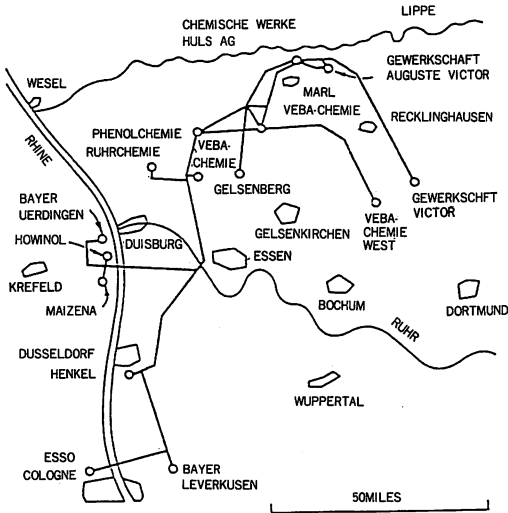 LIPPE
CHEMISCHE WERKE
HULS AG
GEWERKSCHAFT
AUGUSTE VICTOR
WESEL
MARL
VEBA-CHEMIE
RECKLINGHAUSEN
RHINE
PHENOLCHEMIE
RUHRCHEMIE
VEBA-
CHEMIE
GELSENBERG
GEWERKSCHFT
VICTOR
BAYER
UERDINGEN
HOWINOL
DUISBURG
GELSENKIRCHEN
VEBA-
CHEMIE
WEST
ESSEN
KREFELD
MAIZENA
BOCHUM
DORTMUND
RUHR
DUSSELDORF
HENKEL
WUPPERTAL
ESSO
COLOGNE
BAYER
LEVERKUSEN
50MILES